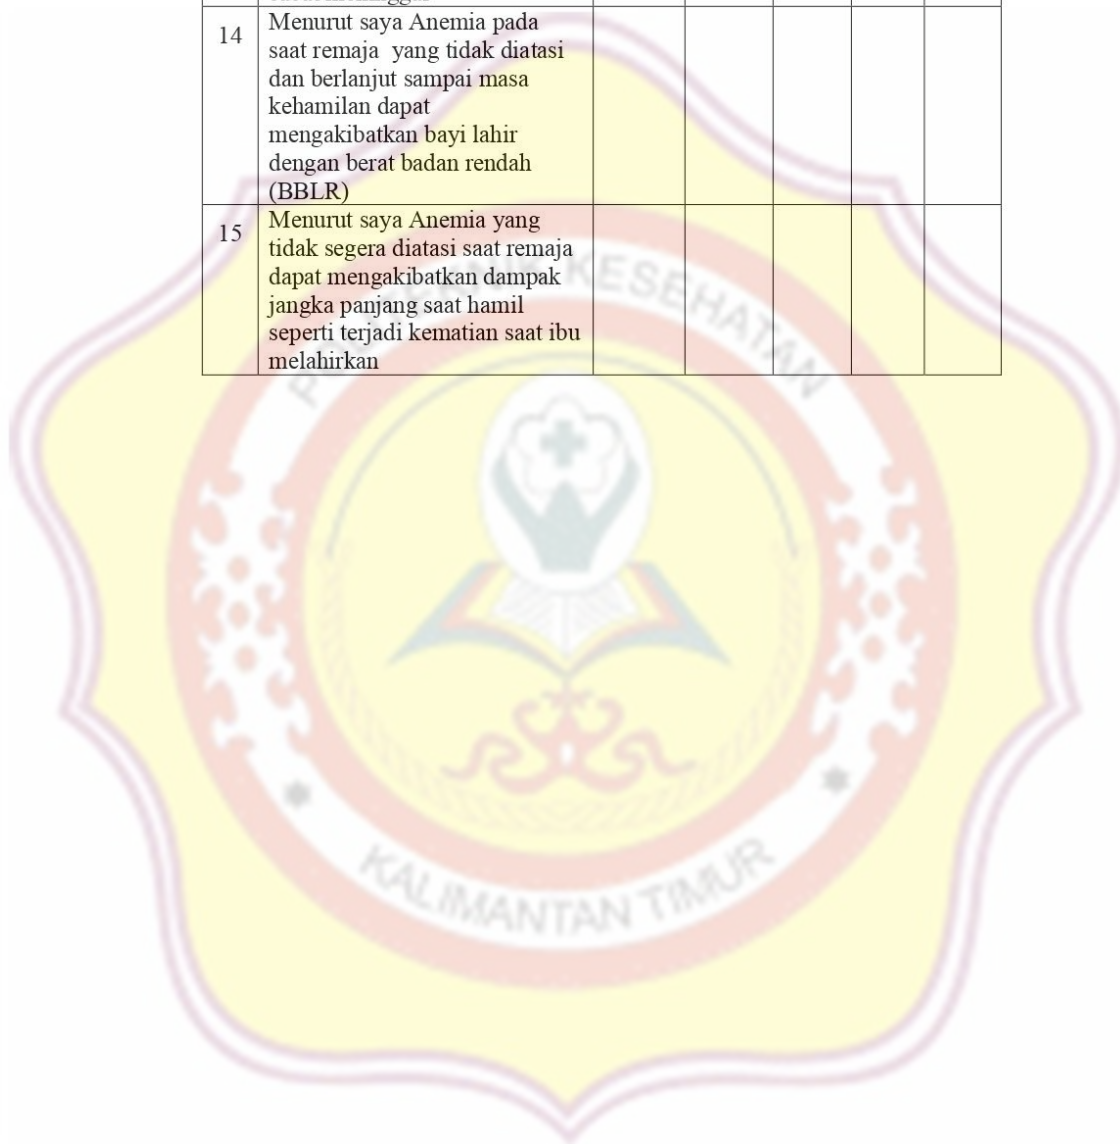 14
Menurut saya Anemia pada
saat remaja  yang tidak diatasi
dan berlanjut sampai masa
kehamilan dapat
mengakibatkan bayi lahir
dengan berat badan rendah
(BBLR)
15
Menurut saya Anemia yang
tidak segera diatasi saat remaja
dapat mengakibatkan dampak
jangka panjang saat hamil
seperti terjadi kematian saat ibu
melahirkan
KESEHATAN
KALIMANTAN TIMUR